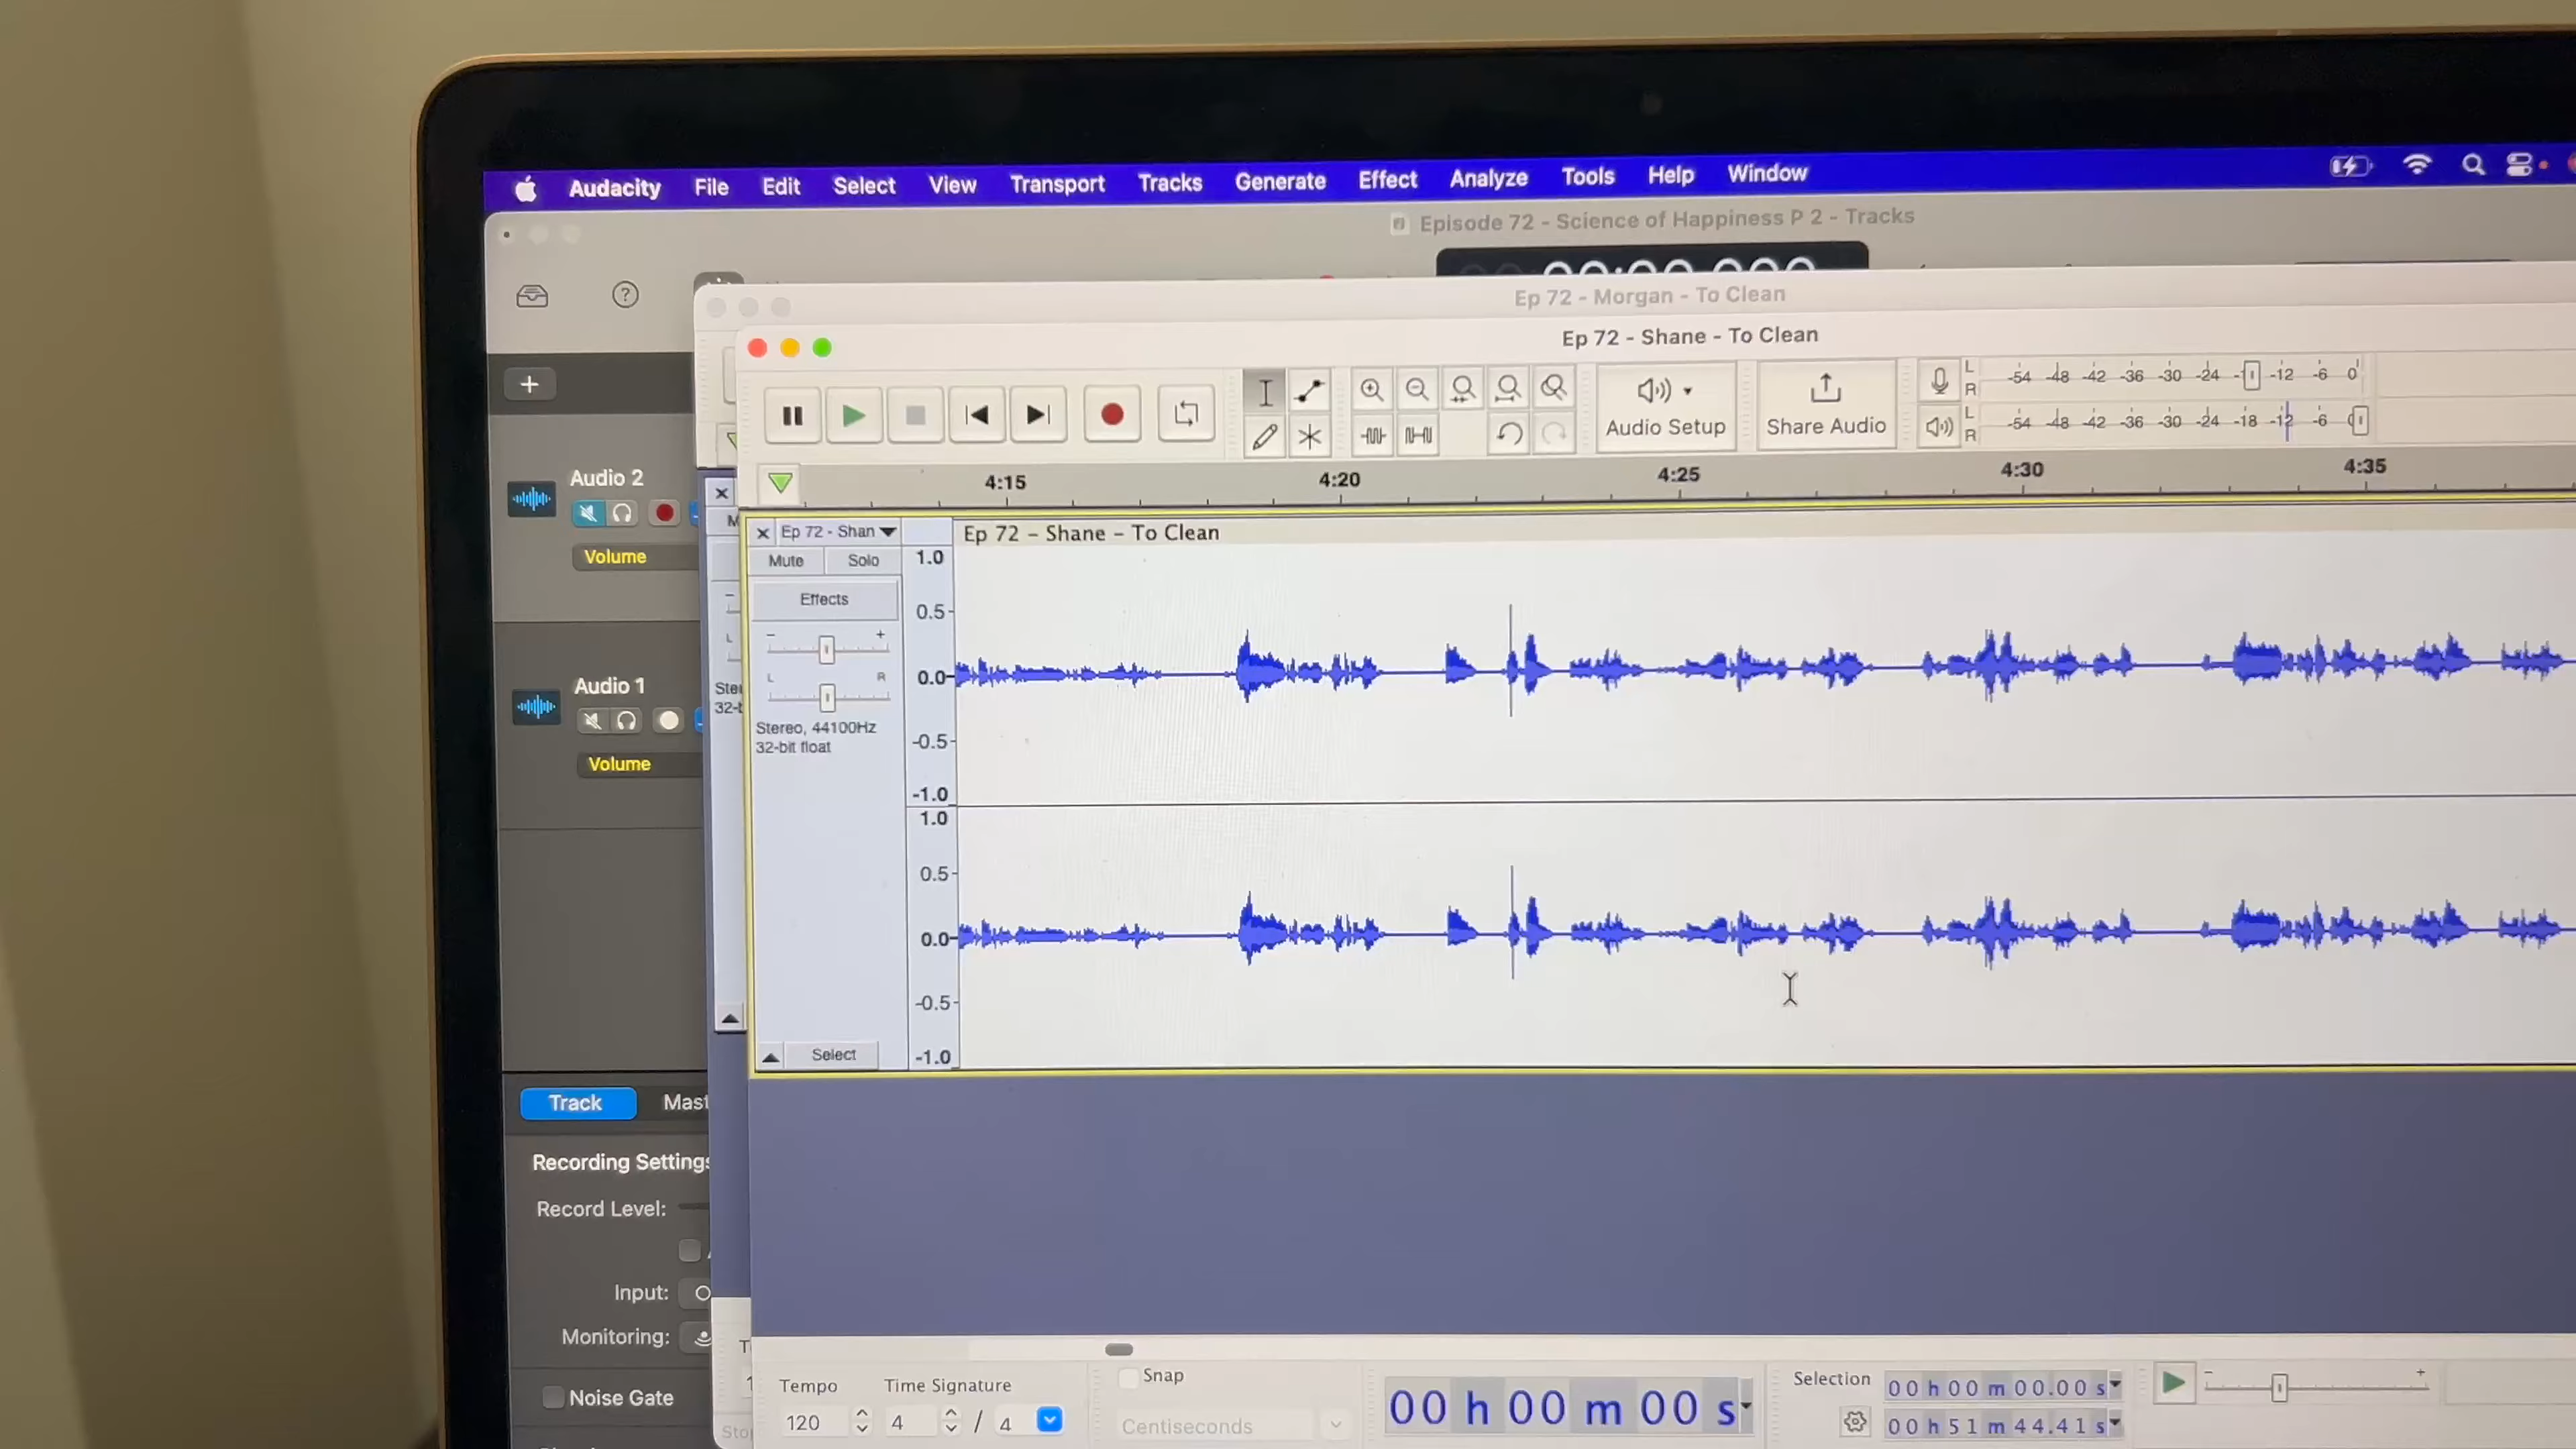 Audacity File Edit Select View Transport Tracks Generate Effect Analyze Tools Help Window
Episode 72 - Science of Happiness P 2 - Tracks
Ep 72 - Morgan - To Clean
Ep 72 - Shane - To Clean
Audio Setup
Share Audio
L
R
-54 -48 -42 -36 -30 -24 -12 -6 0
L
R
-54 -48 -42 -36 -30 -24 -18 -12 -6
4:15 4:20 4:25 4:30 4:35
Audio 2
Volume
Audio 1
Volume
Ep 72 - Shan
Ep 72 - Shane - To Clean
Mute Solo
Effects
- +
L R
Stereo, 44100Hz
32-bit float
Select
1.0
0.5
0.0
-0.5
-1.0
1.0
0.5
0.0
-0.5
-1.0
Track
Recording Settings
Record Level:
Input:
Monitoring:
Noise Gate
Tempo
120
Time Signature
4 / 4
Snap
Centiseconds
00 h 00 m 00 s
Selection
00 h 00 m 00.00 s
00 h 51 m 44.41 s
- +